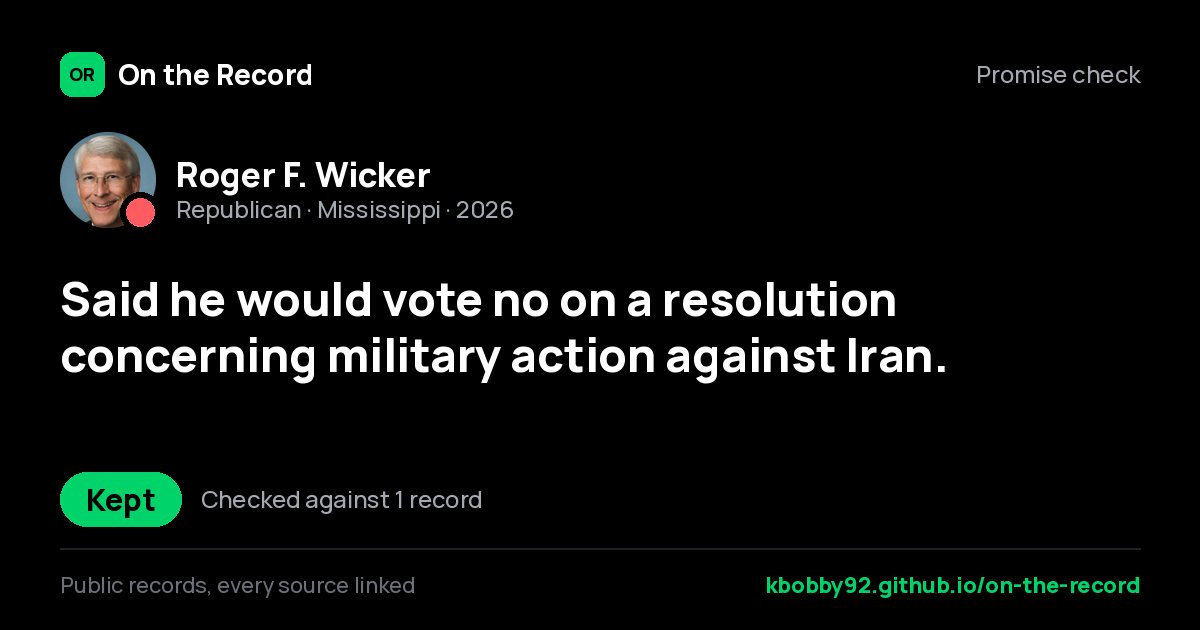 OR On the Record
Promise check
Roger F. Wicker
Republican · Mississippi · 2026
Said he would vote no on a resolution
concerning military action against Iran.
Kept Checked against 1 record
Public records, every source linked
kbobby92.github.io/on-the-record